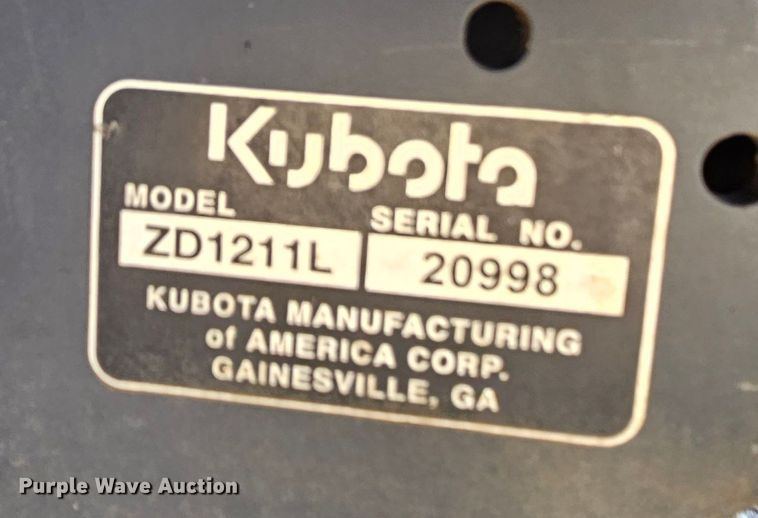 Kubota
MODEL SERIAL NO.
ZD1211L 20998
KUBOTA MANUFACTURING
of AMERICA CORP.
GAINESVILLE, GA
Purple Wave Auction